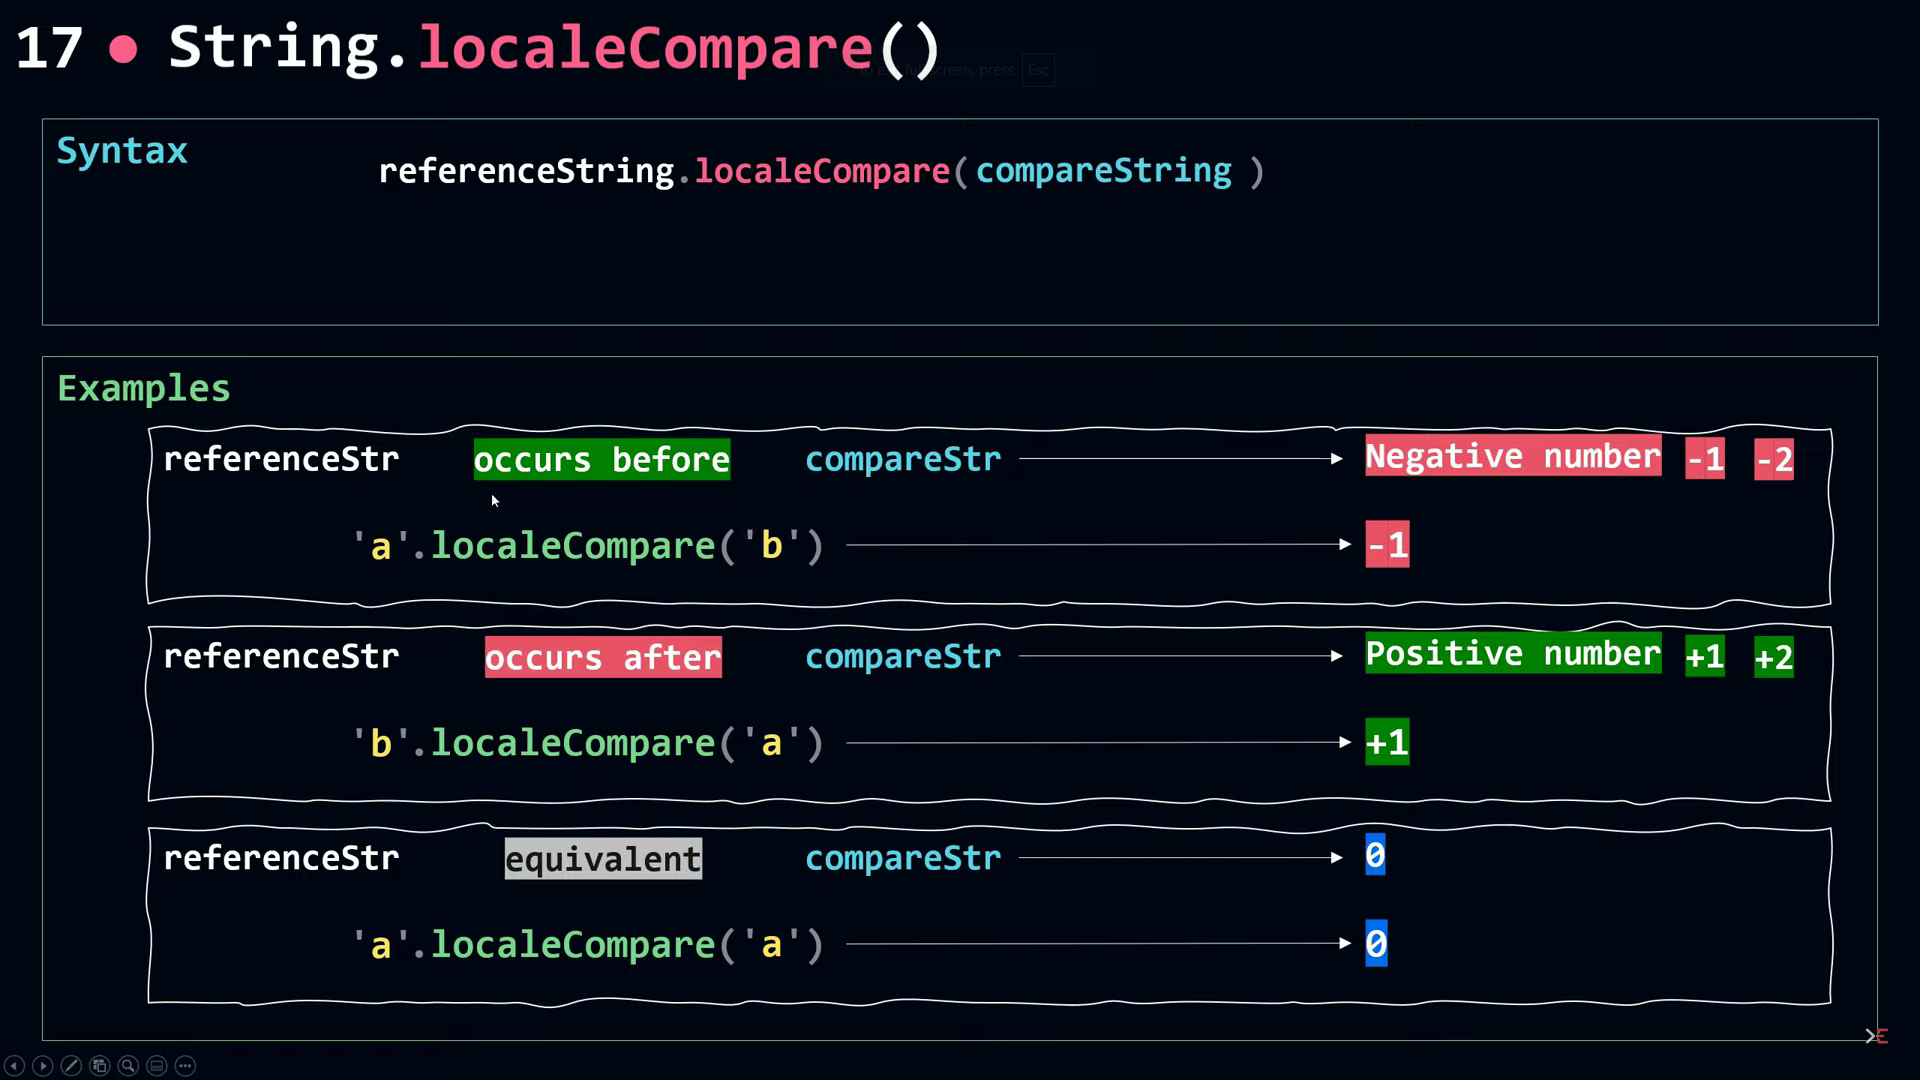 17 • String.localeCompare()
To exit full screen, press Esc
Syntax
referenceString.localeCompare( compareString )
Examples
referenceStr occurs before compareStr Negative number -1 -2
'a'.localeCompare('b') -1
referenceStr occurs after compareStr Positive number +1 +2
'b'.localeCompare('a') +1
referenceStr equivalent compareStr 0
'a'.localeCompare('a') 0